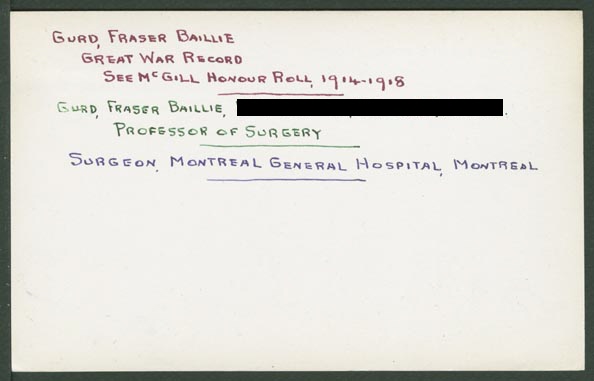 GURD, FRASER BAILLIE
GREAT WAR RECORD
SEE McGILL HONOUR ROLL, 1914-1918
GURD, FRASER BAILLIE,
PROFESSOR OF SURGERY
SURGEON, MONTREAL GENERAL HOSPITAL, MONTREAL